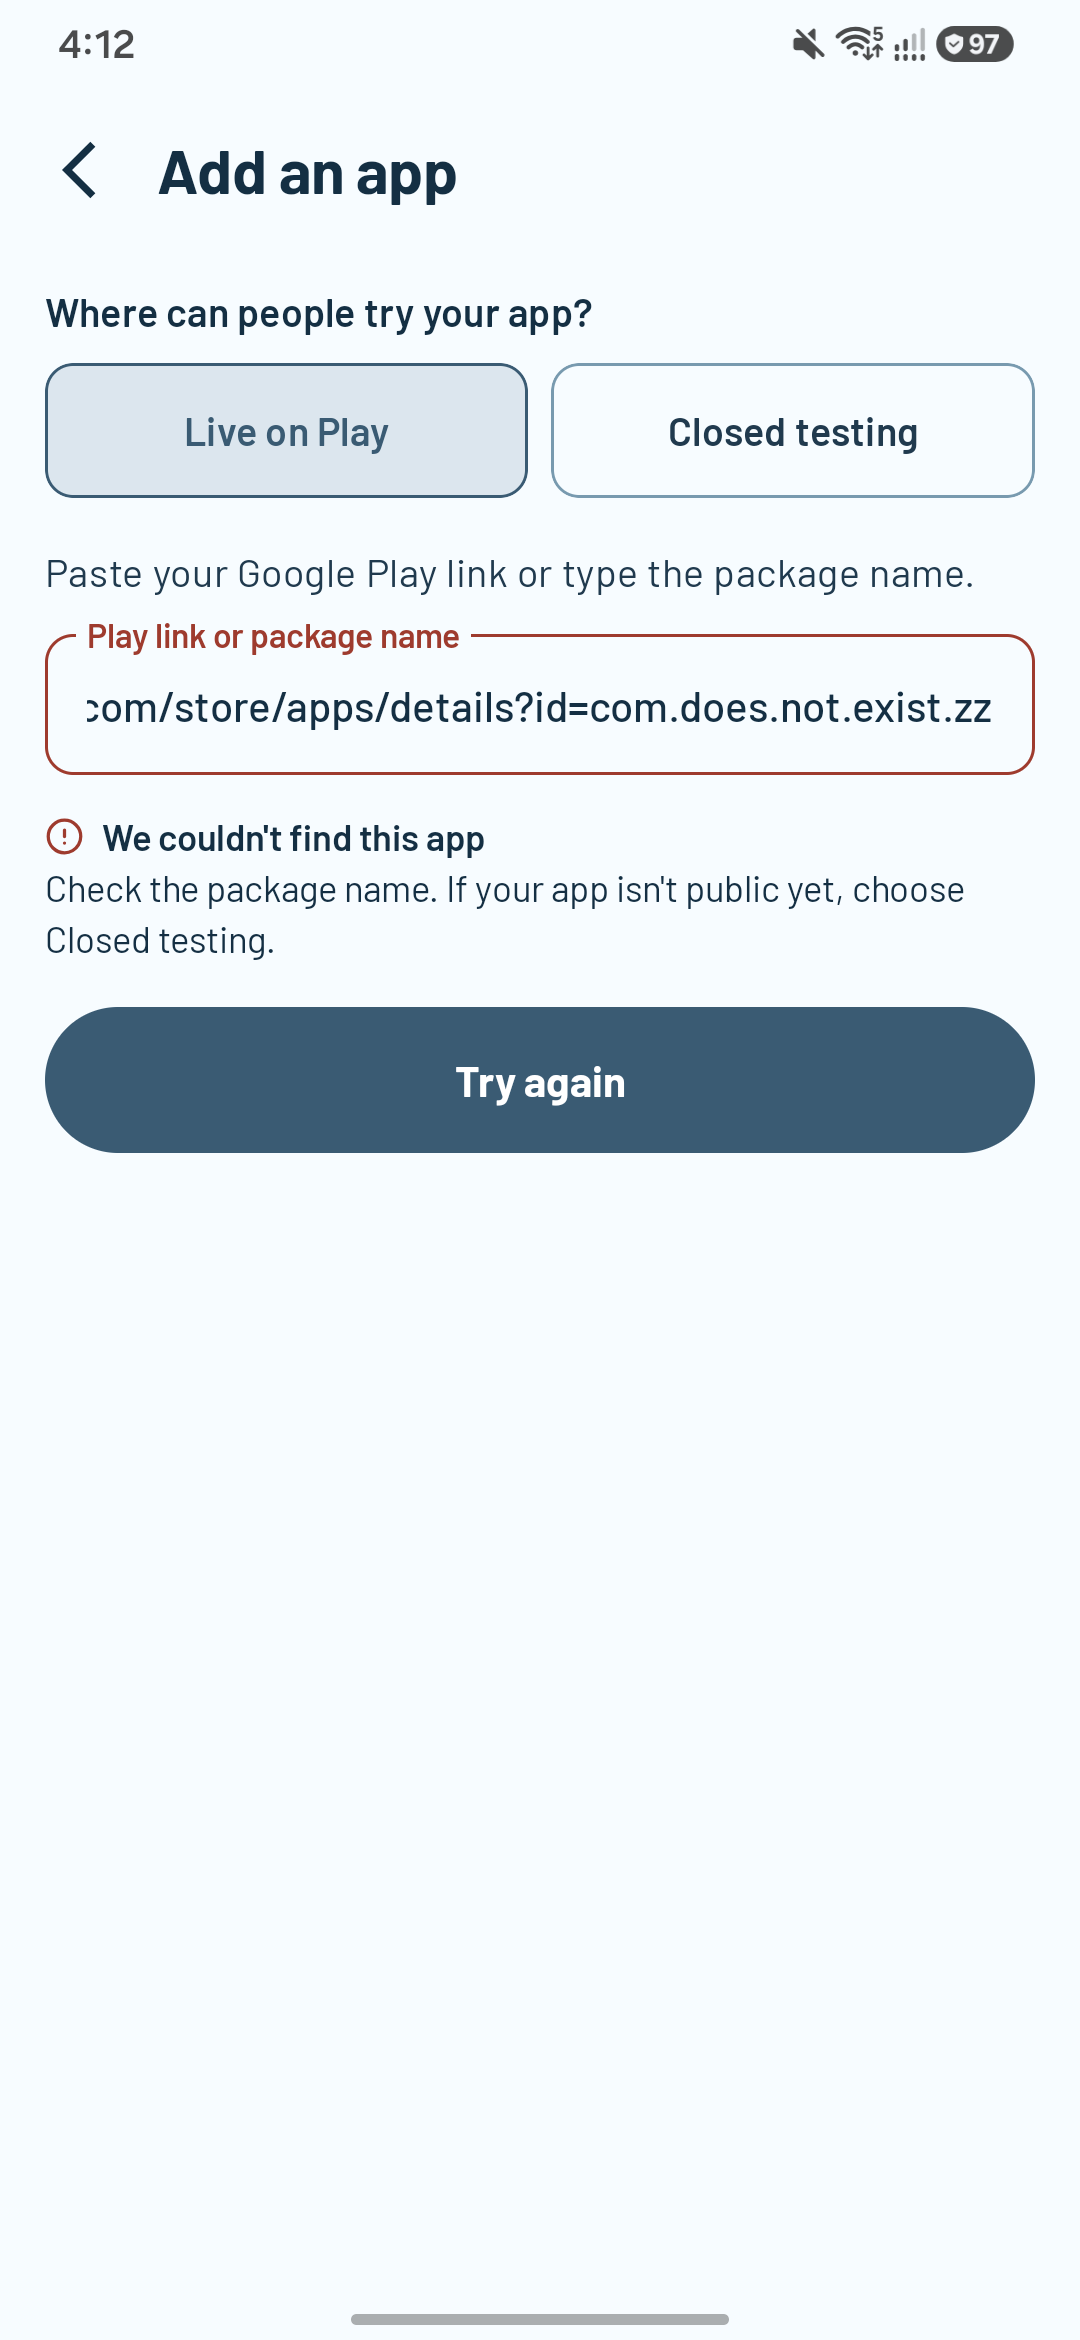 4:12
5
97
Add an app
Where can people try your app?
Live on Play
Closed testing
Paste your Google Play link or type the package name.
Play link or package name
com/store/apps/details?id=com.does.not.exist.zz
We couldn't find this app
Check the package name. If your app isn't public yet, choose
Closed testing.
Try again